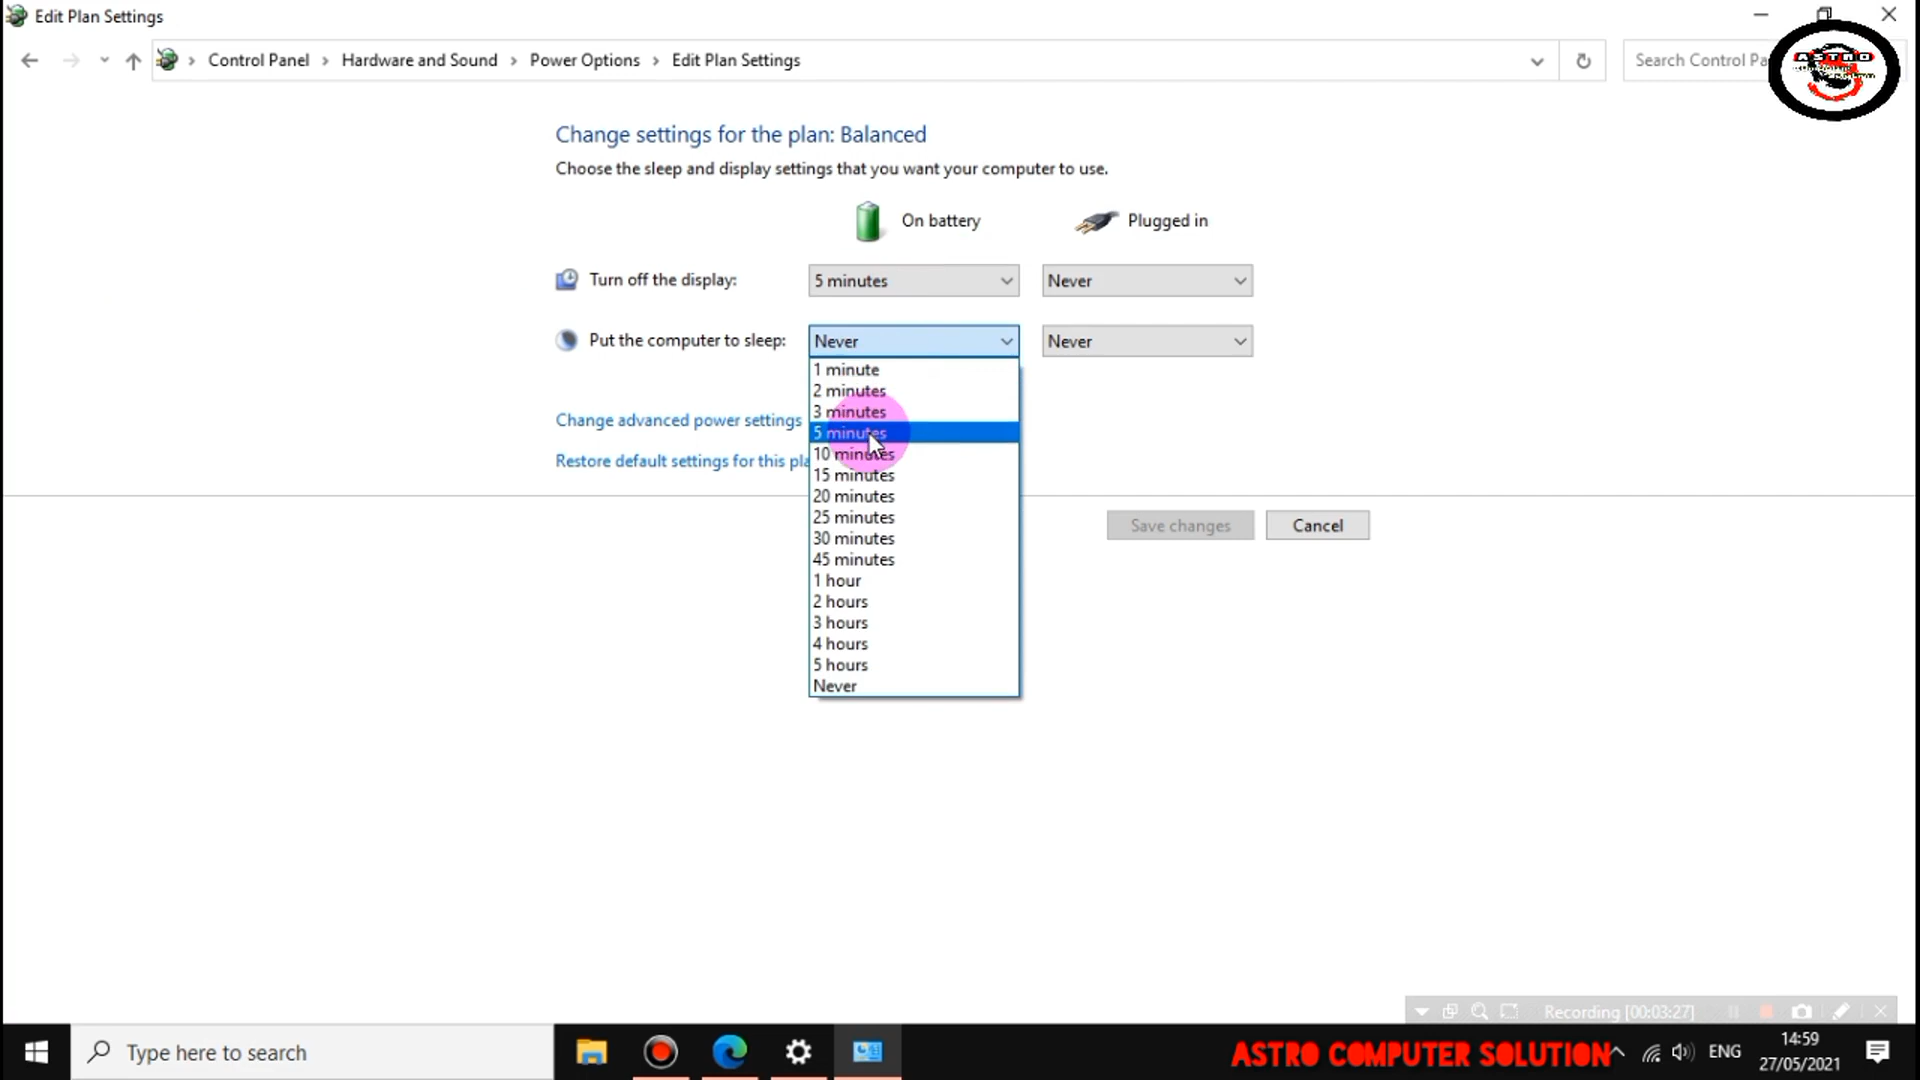 Edit Plan Settings
Control Panel > Hardware and Sound > Power Options > Edit Plan Settings
Search Control Pa
ASTRO
Change settings for the plan: Balanced
Choose the sleep and display settings that you want your computer to use.
On battery
Plugged in
Turn off the display:
5 minutes
Never
Put the computer to sleep:
Never
Never
1 minute
2 minutes
3 minutes
5 minutes
10 minutes
15 minutes
20 minutes
25 minutes
30 minutes
45 minutes
1 hour
2 hours
3 hours
4 hours
5 hours
Never
Change advanced power settings
Restore default settings for this pla
Save changes
Cancel
Recording [00:03:27]
Type here to search
ASTRO COMPUTER SOLUTION
ENG
14:59
27/05/2021